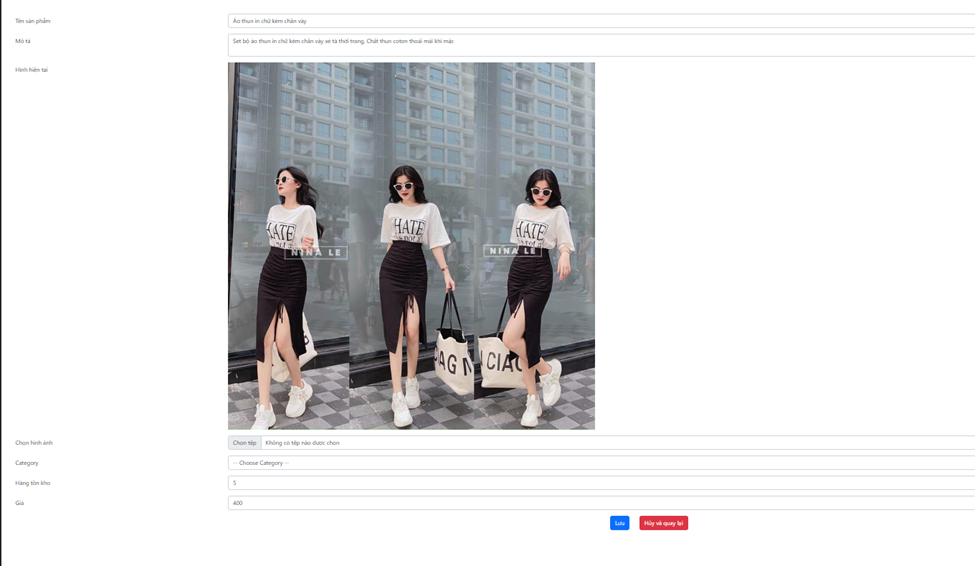 Tên sản phẩm
Áo thun in chữ kèm chân váy
Mô tả
Set bộ áo thun in chữ kèm chân váy xẻ tà thời trang, Chất thun coton thoải mái khi mặc
Hình hiện tại
HATE
HATE
HATE
NINA LE
NINA LE
IAG N
N CIAO
Chọn hình ảnh
Chọn tệp
Không có tệp nào được chọn
Category
-- Choose Category --
Hàng tồn kho
5
Giá
400
Lưu
Hủy và quay lại